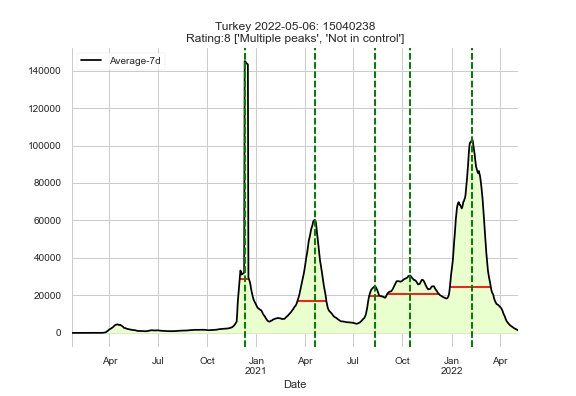 Turkey 2022-05-06: 15040238
Rating:8 ['Multiple peaks', 'Not in control']
Average-7d
140000
120000
100000
80000
60000
40000
20000
0
Apr Jul Oct Jan Apr Jul Oct Jan Apr
2021 2022
Date